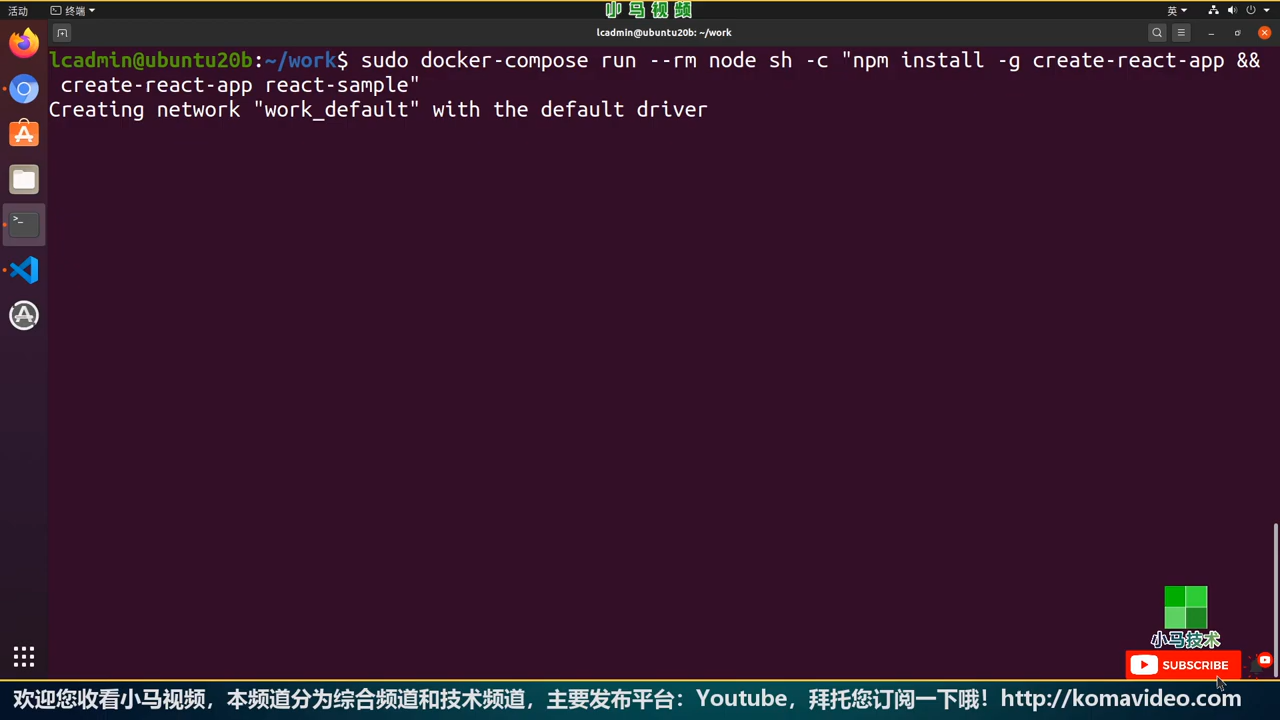 活动
终端
小马视频
英
lcadmin@ubuntu20b: ~/work
lcadmin@ubuntu20b:~/work$ sudo docker-compose run --rm node sh -c "npm install -g create-react-app &&
create-react-app react-sample"
Creating network "work_default" with the default driver
小马技术
SUBSCRIBE
欢迎您收看小马视频，本频道分为综合频道和技术频道，主要发布平台：Youtube，拜托您订阅一下哦！http://komavideo.com